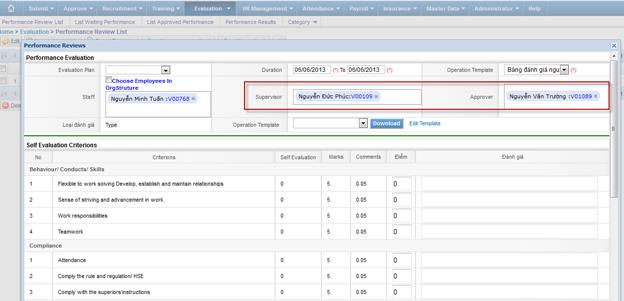 Submit Approve Recruitment Training Evaluation HR Management Attendance Payroll Insurance Master Data Administrator Help
Performance Review List List Waiting Performance List Approved Performance Performance Results Category
Home > Evaluation > Performance Review List
Edit
Performance Reviews
Performance Evaluation
Evaluation Plan Duration 06/06/2013 (*) To 06/06/2013 (*) Operation Template Bảng đánh giá ngu (*)
Choose Employees In
OrgStrature
Staff Nguyễn Minh Tuấn :V00768 × Supervisor Nguyễn Đức Phúc:V00109 × Approver Nguyễn Văn Trường :V01089 ×
Loại đánh giá Type Operation Template Download Edit Template
Self Evaluation Criterions
No Criterions Self Evaluation Marks Comments Điểm Đánh giá
Behaviour/ Conducts/ Skills
1 Flexible to work solving Develop, establish and maintain relationships 0 5 0.05 0
2 Sense of striving and advancement in work. 0 5 0.05 0
3 Work responsibilities 0 5 0.05 0
4 Teamwork 0 5 0.05 0
Compliance
1 Attendance 0 5 0.05 0
2 Comply the rule and regulation/ HSE 0 5 0.05 0
3 Comply with the superiors'instructions 0 5 0.05 0